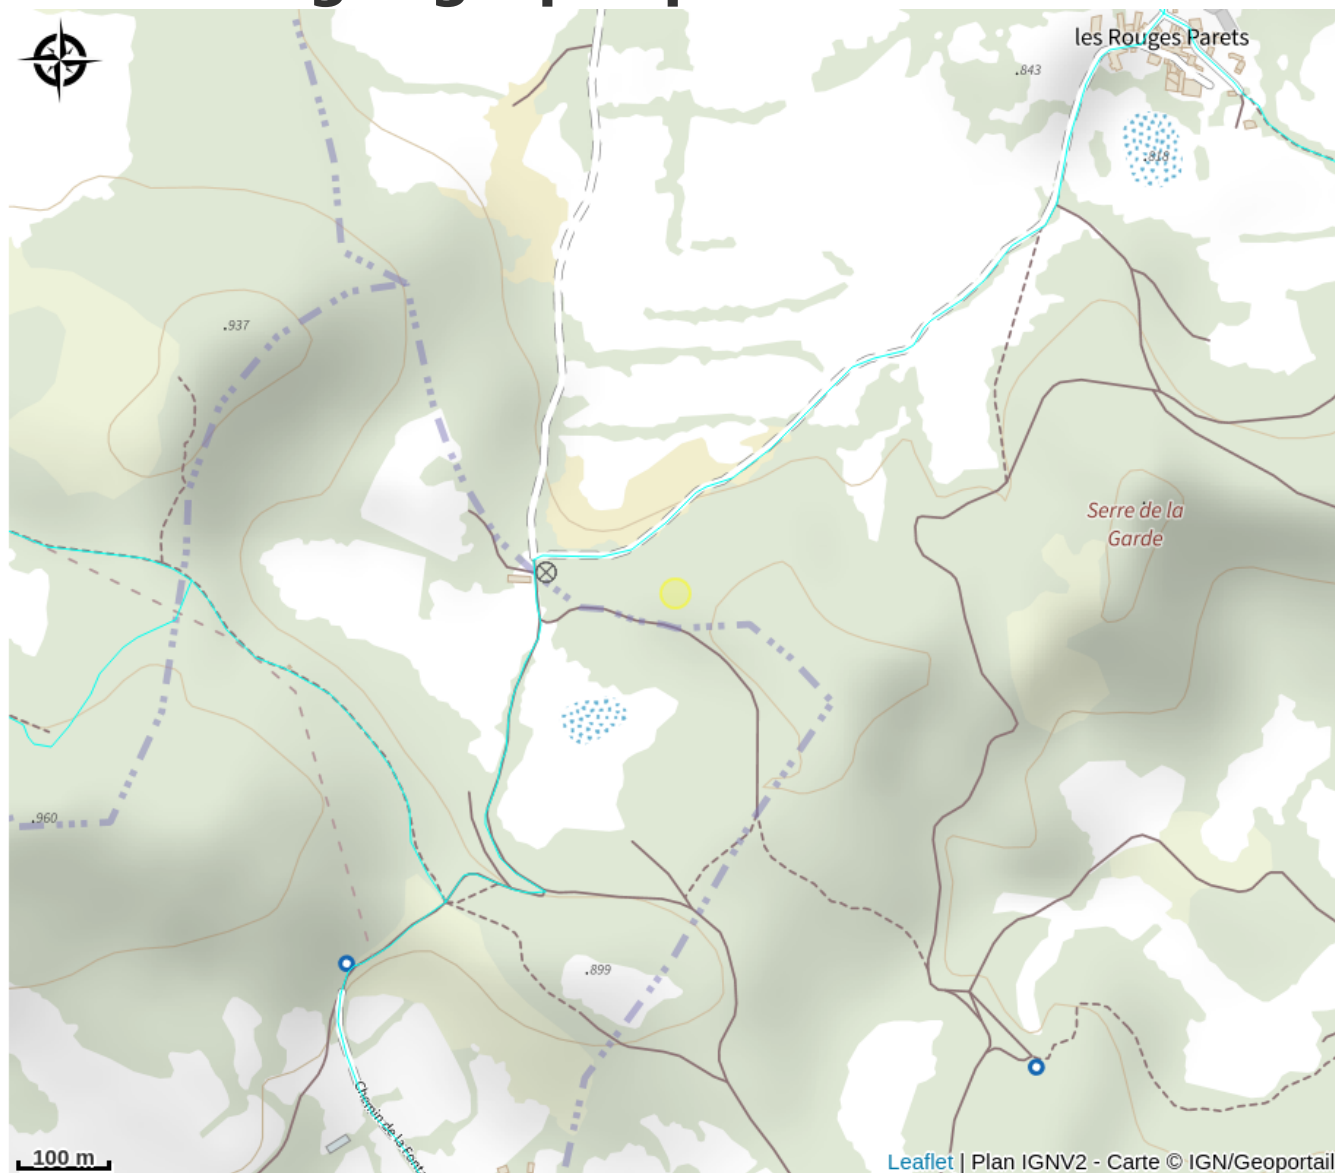 les Rouges Parets
.843
.818
.937
Serre de la
Garde
.960
.899
Chemin de la Font
100 m
Leaflet | Plan IGNV2 - Carte © IGN/Geoportail